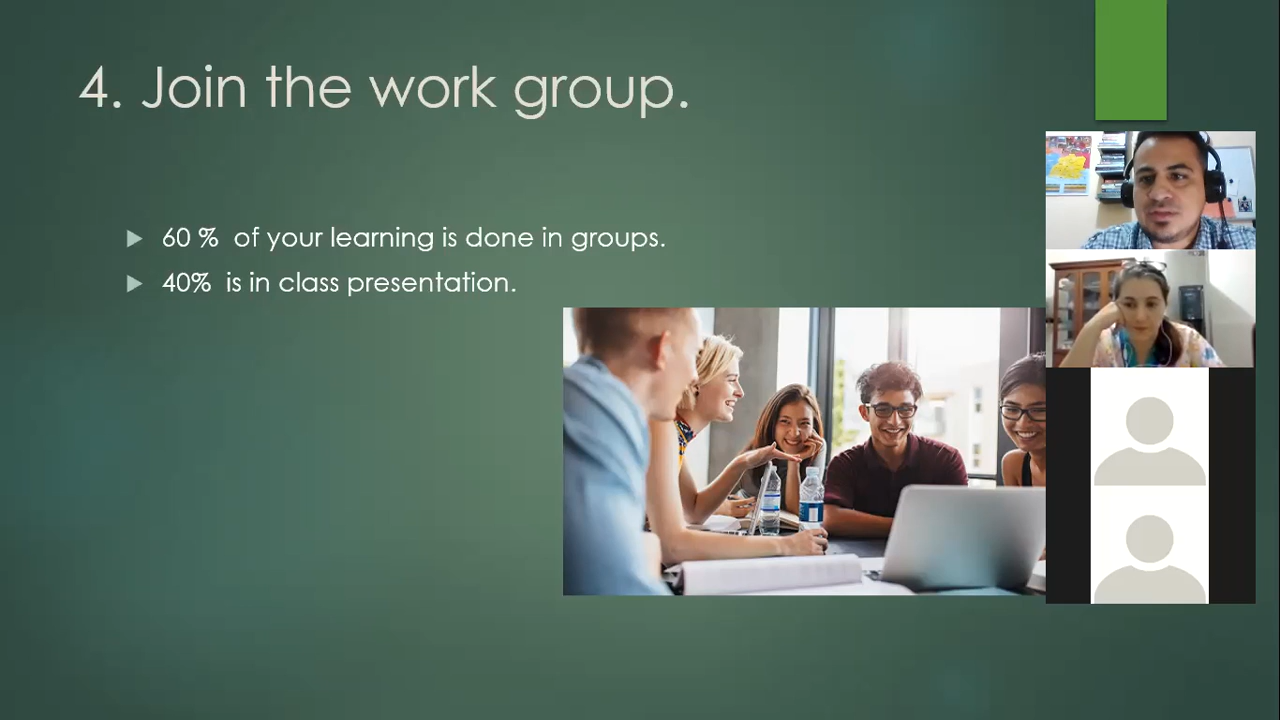 4. Join the work group.
60 % of your learning is done in groups.
40% is in class presentation.